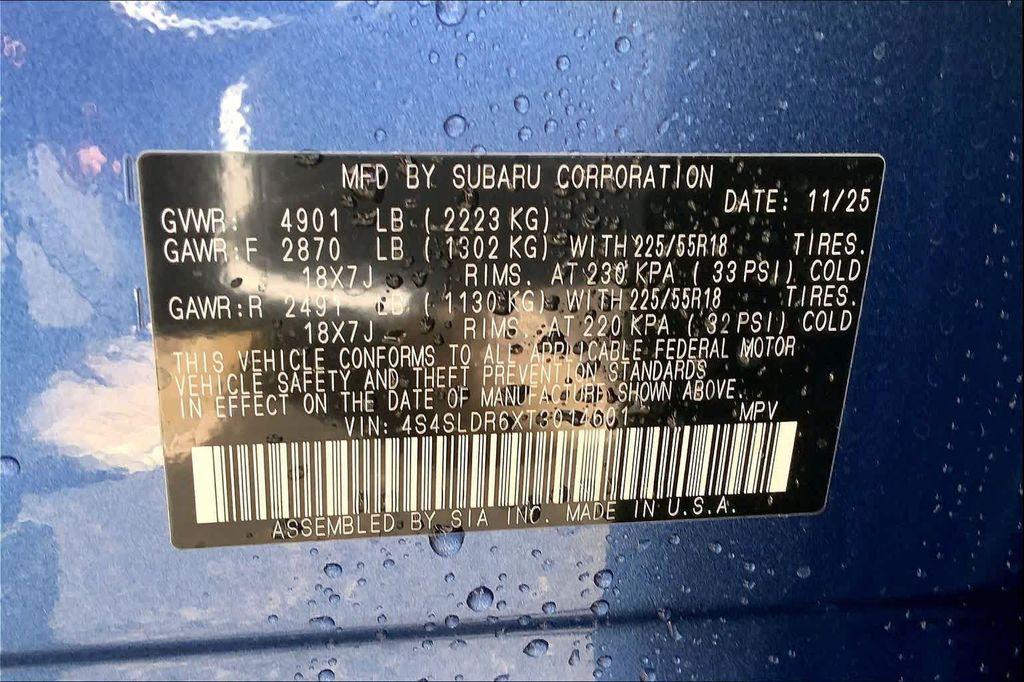 MFD BY SUBARU CORPORATION
DATE: 11/25
GVWR: 4901 LB (2223 KG)
GAWR:F 2870 LB (1302 KG) WITH 225/55R18 TIRES.
18X7J RIMS. AT 230 KPA (33 PSI) COLD
GAWR:R 2491 LB (1130 KG) WITH 225/55R18 TIRES.
18X7J RIMS. AT 220 KPA (32 PSI) COLD
THIS VEHICLE CONFORMS TO ALL APPLICABLE FEDERAL MOTOR
VEHICLE SAFETY AND THEFT PREVENTION STANDARDS
IN EFFECT ON THE DATE OF MANUFACTURE SHOWN ABOVE.
VIN: MPV
ASSEMBLED BY SIA INC. MADE IN U.S.A.